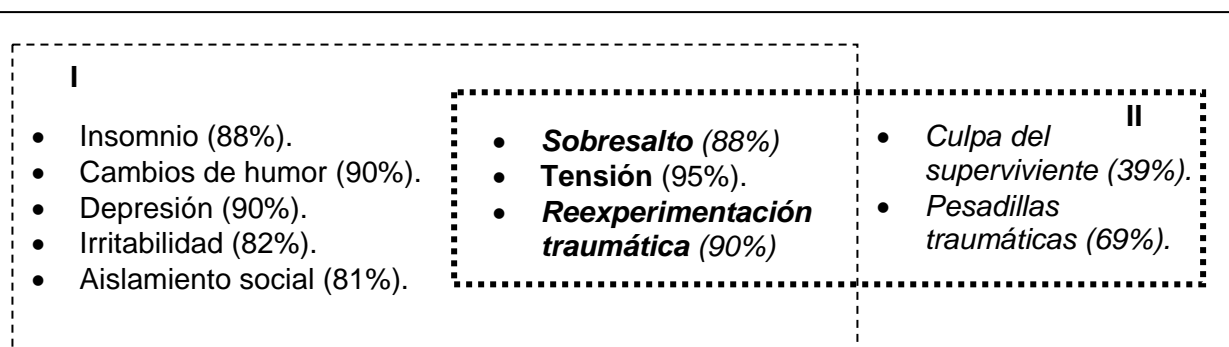 I
• Insomnio (88%).
• Cambios de humor (90%).
• Depresión (90%).
• Irritabilidad (82%).
• Aislamiento social (81%).
• Sobresalto (88%)
• Tensión (95%).
• Reexperimentación
traumática (90%)
II
• Culpa del
superviviente (39%).
• Pesadillas
traumáticas (69%).